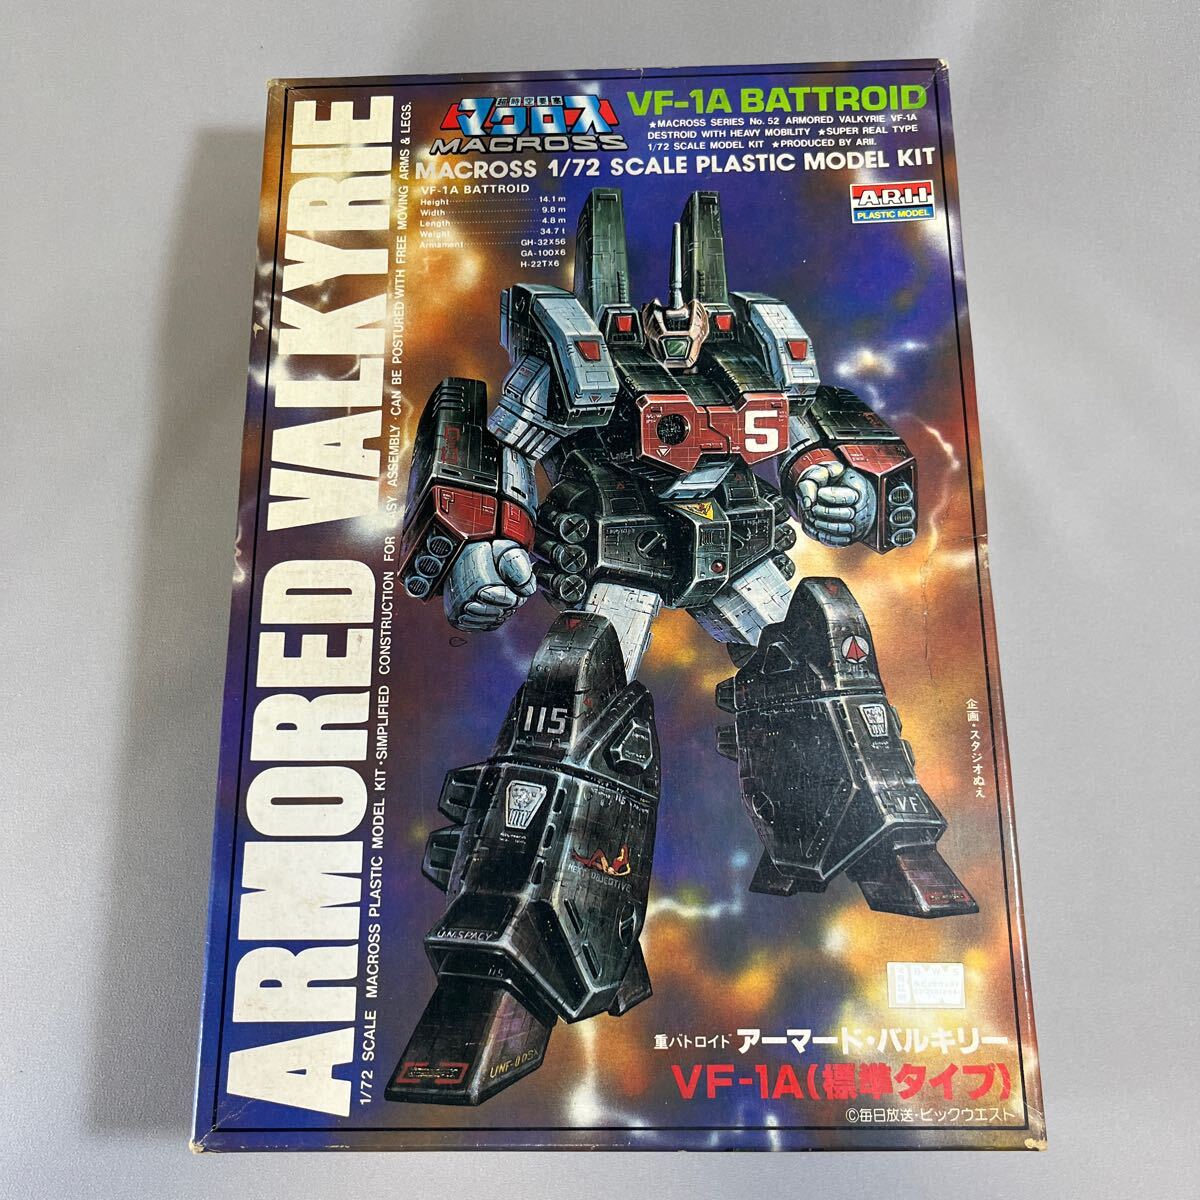 超時空要塞
マクロス
MACROSS
VF-1A BATTROID
★MACROSS SERIES No. 52 ARMORED VALKYRIE VF-1A
DESTROID WITH HEAVY MOBILITY ★SUPER REAL TYPE
1/72 SCALE MODEL KIT ★PRODUCED BY ARII.
MACROSS 1/72 SCALE PLASTIC MODEL KIT
ARII
PLASTIC MODEL
VF-1A BATTROID
Height 14.1 m
Width 9.8 m
Length 4.8 m
Weight 34.7 t
Armament GH-32X56
GA-100X6
H-22TX6
ARMORED VALKYRIE
1/72 SCALE MACROSS PLASTIC MODEL KIT・SIMPLIFIED CONSTRUCTION FOR EASY ASSEMBLY・CAN BE POSTURED WITH FREE MOVING ARMS & LEGS.
S
115
115
VF
115
NEXT OBJECTIVE
U.N.SPACY
115
企画・スタジオぬえ
重バトロイド アーマード・バルキリー
VF-1A(標準タイプ)
©毎日放送・ビックウエスト